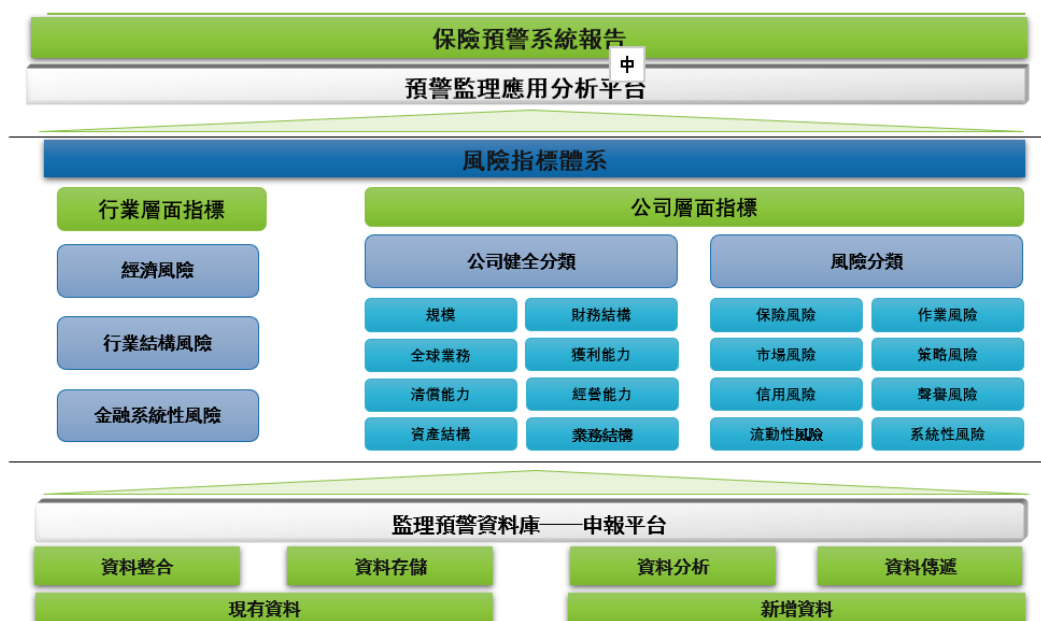 保險預警系統報告
中
預警監理應用分析平台
風險指標體系
行業層面指標
公司層面指標
經濟風險
行業結構風險
金融系統性風險
公司健全分類
風險分類
規模
財務結構
保險風險
作業風險
全球業務
獲利能力
市場風險
策略風險
清償能力
經營能力
信用風險
聲譽風險
資產結構
業務結構
流動性風險
系統性風險
監理預警資料庫──申報平台
資料整合
資料存儲
資料分析
資料傳遞
現有資料
新增資料